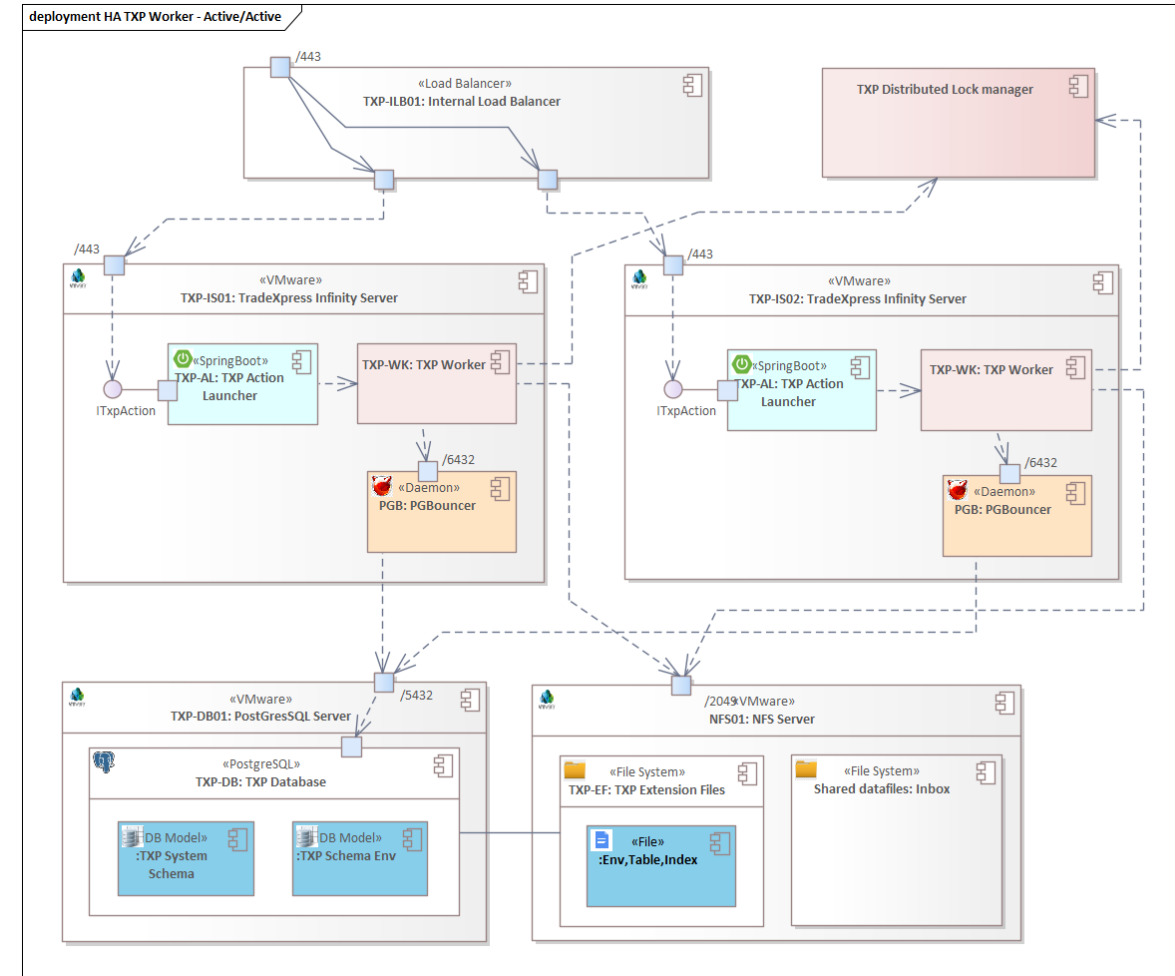 deployment HA TXP Worker - Active/Active
/443
«Load Balancer»
TXP-ILB01: Internal Load Balancer
TXP Distributed Lock manager
/443
«VMware»
TXP-IS01: TradeXpress Infinity Server
«SpringBoot»
TXP-AL: TXP Action
Launcher
TXP-WK: TXP Worker
ITxpAction
/6432
«Daemon»
PGB: PGBouncer
/443
«VMware»
TXP-IS02: TradeXpress Infinity Server
«SpringBoot»
TXP-AL: TXP Action
Launcher
TXP-WK: TXP Worker
ITxpAction
/6432
«Daemon»
PGB: PGBouncer
/5432
«VMware»
TXP-DB01: PostGresSQL Server
«PostgreSQL»
TXP-DB: TXP Database
DB Model»
:TXP System
Schema
DB Model»
:TXP Schema Env
/2049
«VMware»
NFS01: NFS Server
«File System»
TXP-EF: TXP Extension Files
«File»
:Env,Table,Index
«File System»
Shared datafiles: Inbox